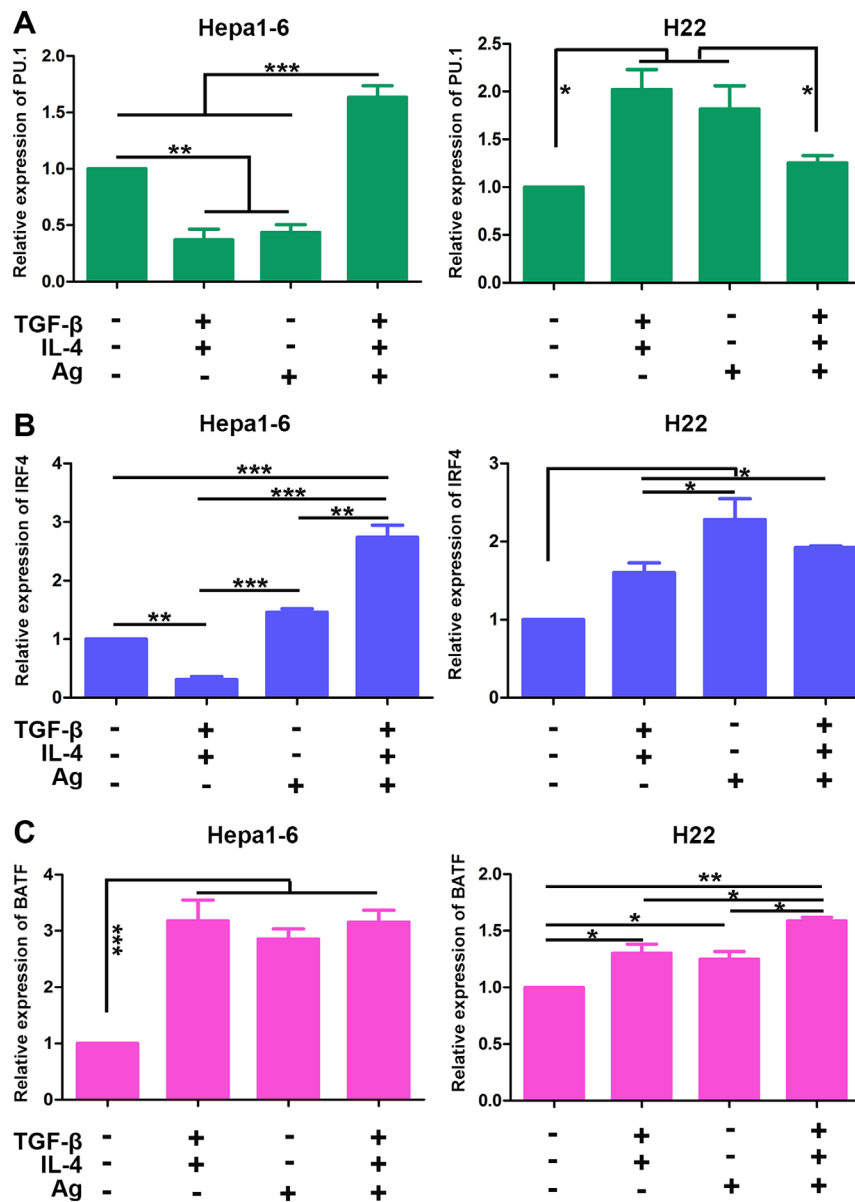 A
Hepa1-6
H22
Relative expression of PU.1
2.0
1.5
1.0
0.5
0.0
***
**
Relative expression of PU.1
2.5
2.0
1.5
1.0
0.5
0.0
*
*
TGF-β - + - + - + - +
IL-4 - + - + - + - +
Ag - - + + - - + +
B
Hepa1-6
H22
Relative expression of IRF4
4
3
2
1
0
***
***
**
***
**
Relative expression of IRF4
3
2
1
0
*
*
TGF-β - + - + - + - +
IL-4 - + - + - + - +
Ag - - + + - - + +
C
Hepa1-6
H22
Relative expression of BATF
4
3
2
1
0
***
Relative expression of BATF
2.0
1.5
1.0
0.5
0.0
**
*
*
*
*
TGF-β - + - + - + - +
IL-4 - + - + - + - +
Ag - - + + - - + +